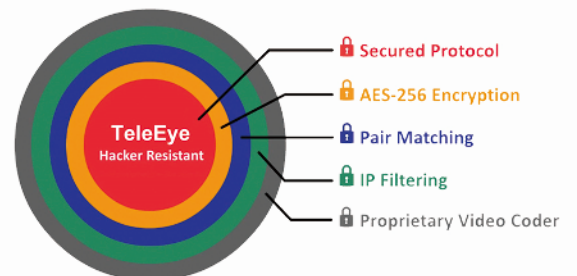 TeleEye
Hacker Resistant
Secured Protocol
AES-256 Encryption
Pair Matching
IP Filtering
Proprietary Video Coder